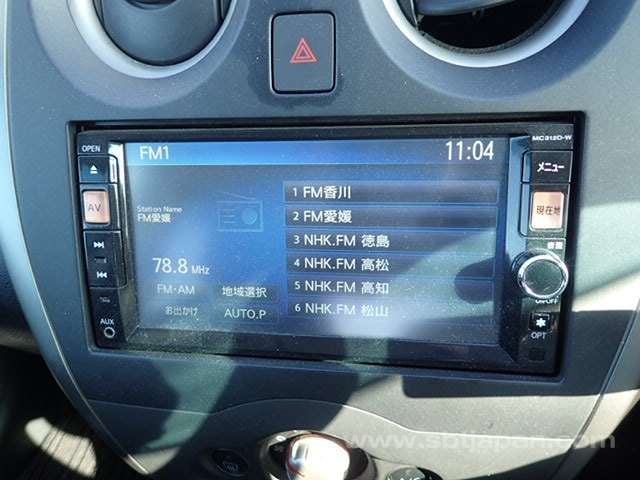 OPEN
MC312D-W
FM1
11:04
メニュー
AV
現在地
Station Name
FM愛媛
1 FM香川
2 FM愛媛
3 NHK.FM 徳島
4 NHK.FM 高松
5 NHK.FM 高知
6 NHK.FM 松山
78.8 MHz
FM-AM
地域選択
お出かけ
AUTO.P
音量
AUX
OPT
www.sbtjapan.com